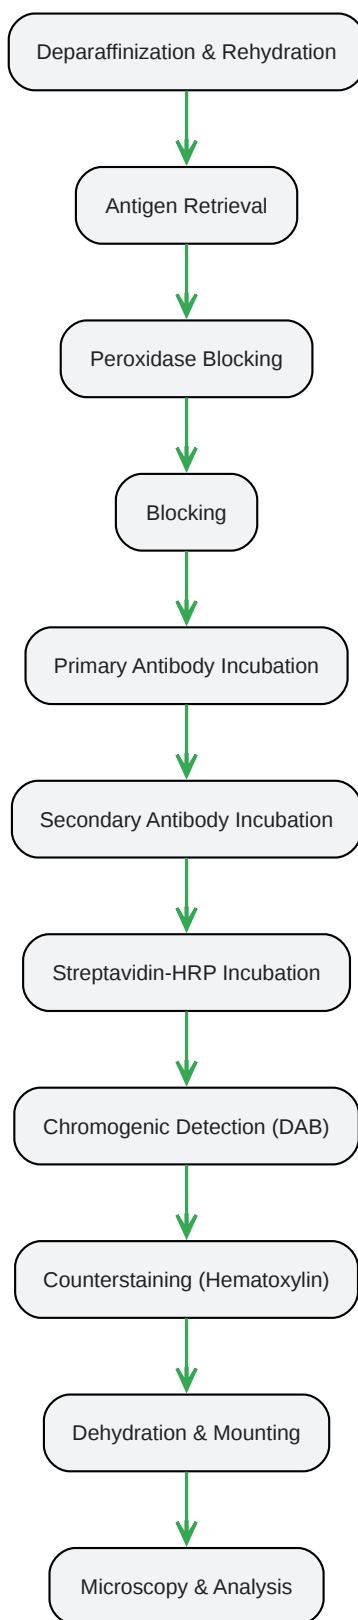 Deparaffinization & Rehydration
Antigen Retrieval
Peroxidase Blocking
Blocking
Primary Antibody Incubation
Secondary Antibody Incubation
Streptavidin-HRP Incubation
Chromogenic Detection (DAB)
Counterstaining (Hematoxylin)
Dehydration & Mounting
Microscopy & Analysis